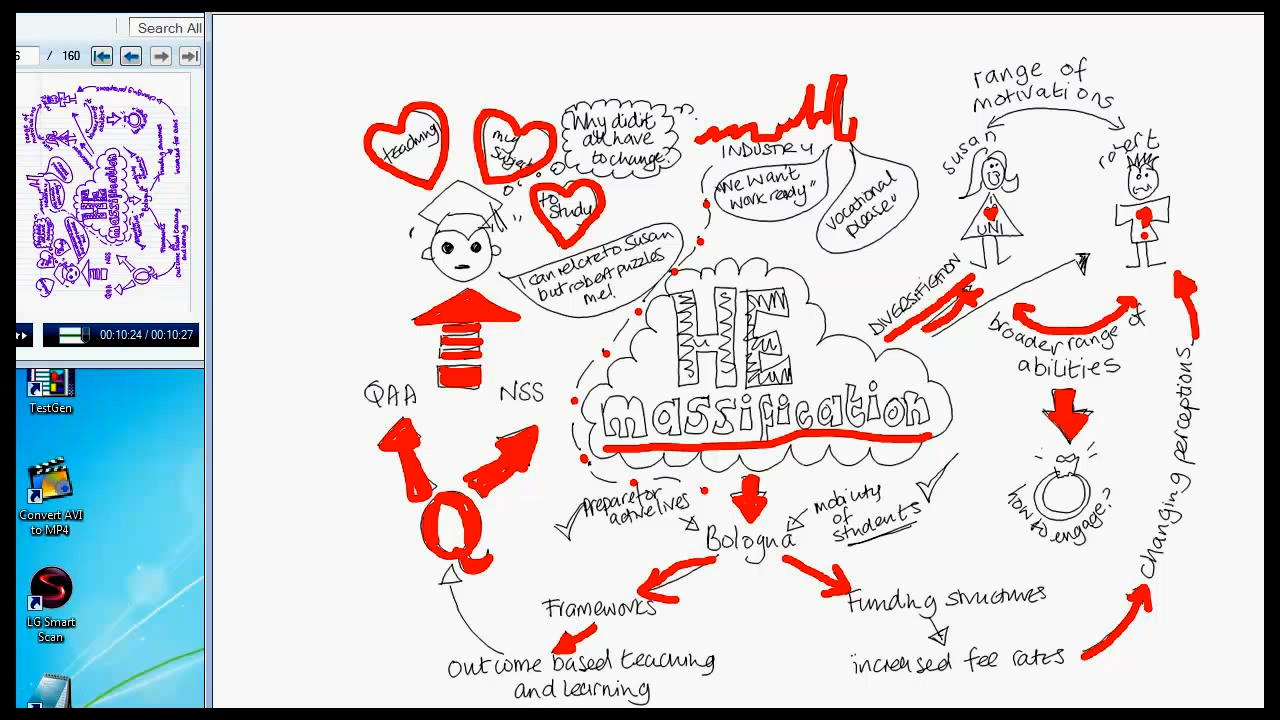 Search All
6 / 160
00:10:24 / 00:10:27
TestGen
Convert AVI
to MP4
LG Smart
Scan
teaching
my
subject
Why did it
all have
to change?
to
study
I can relate to Susan
but robert puzzles
me!
INDUSTRY
"We want
work ready"
vocational
please"
range of
motivations
susan
robert
UNI
DIVERSIFICATION
broader range of
abilities
how to engage?
changing perceptions
HE
massification
QAA
NSS
Q
Prepare for
active lives
mobility
of
students
Bologna
Frameworks
Funding structures
outcome based teaching
and learning
increased fee rates